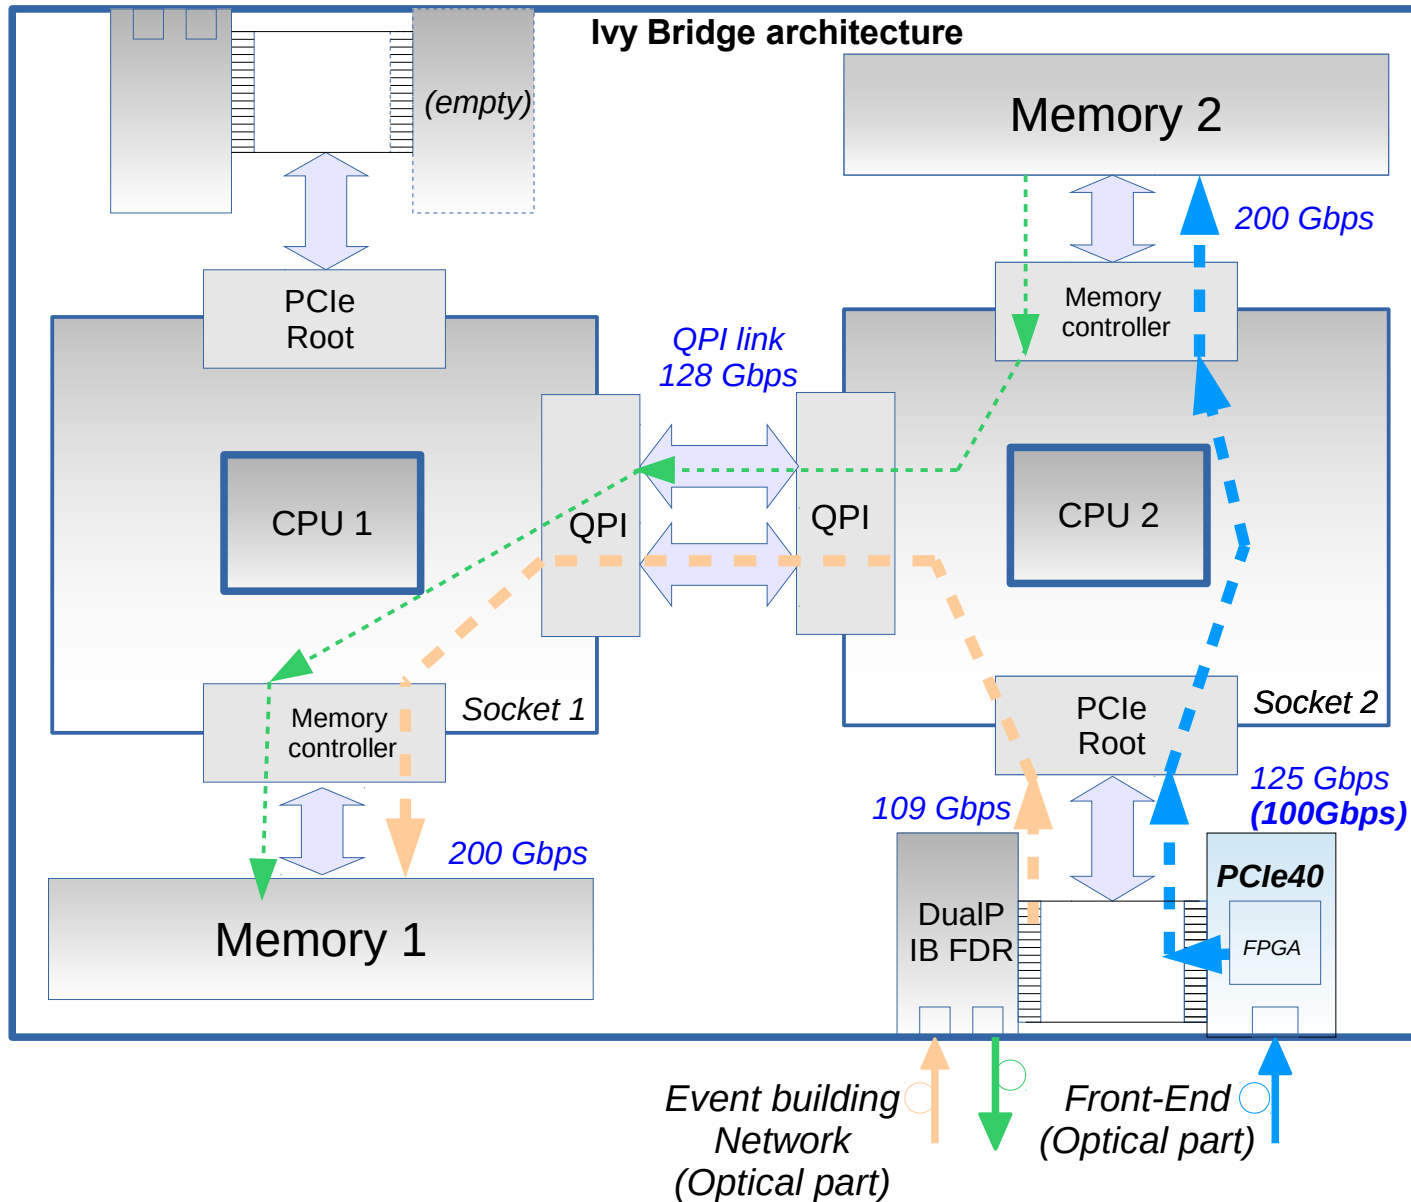 Ivy Bridge architecture
(empty)
Memory 2
200 Gbps
PCIe
Root
Memory
controller
QPI link
128 Gbps
CPU 1
QPI
QPI
CPU 2
Memory
controller
Socket 1
PCIe
Root
Socket 2
200 Gbps
109 Gbps
125 Gbps
(100Gbps)
Memory 1
DualP
IB FDR
PCIe40
FPGA
Event building
Network
(Optical part)
Front-End
(Optical part)